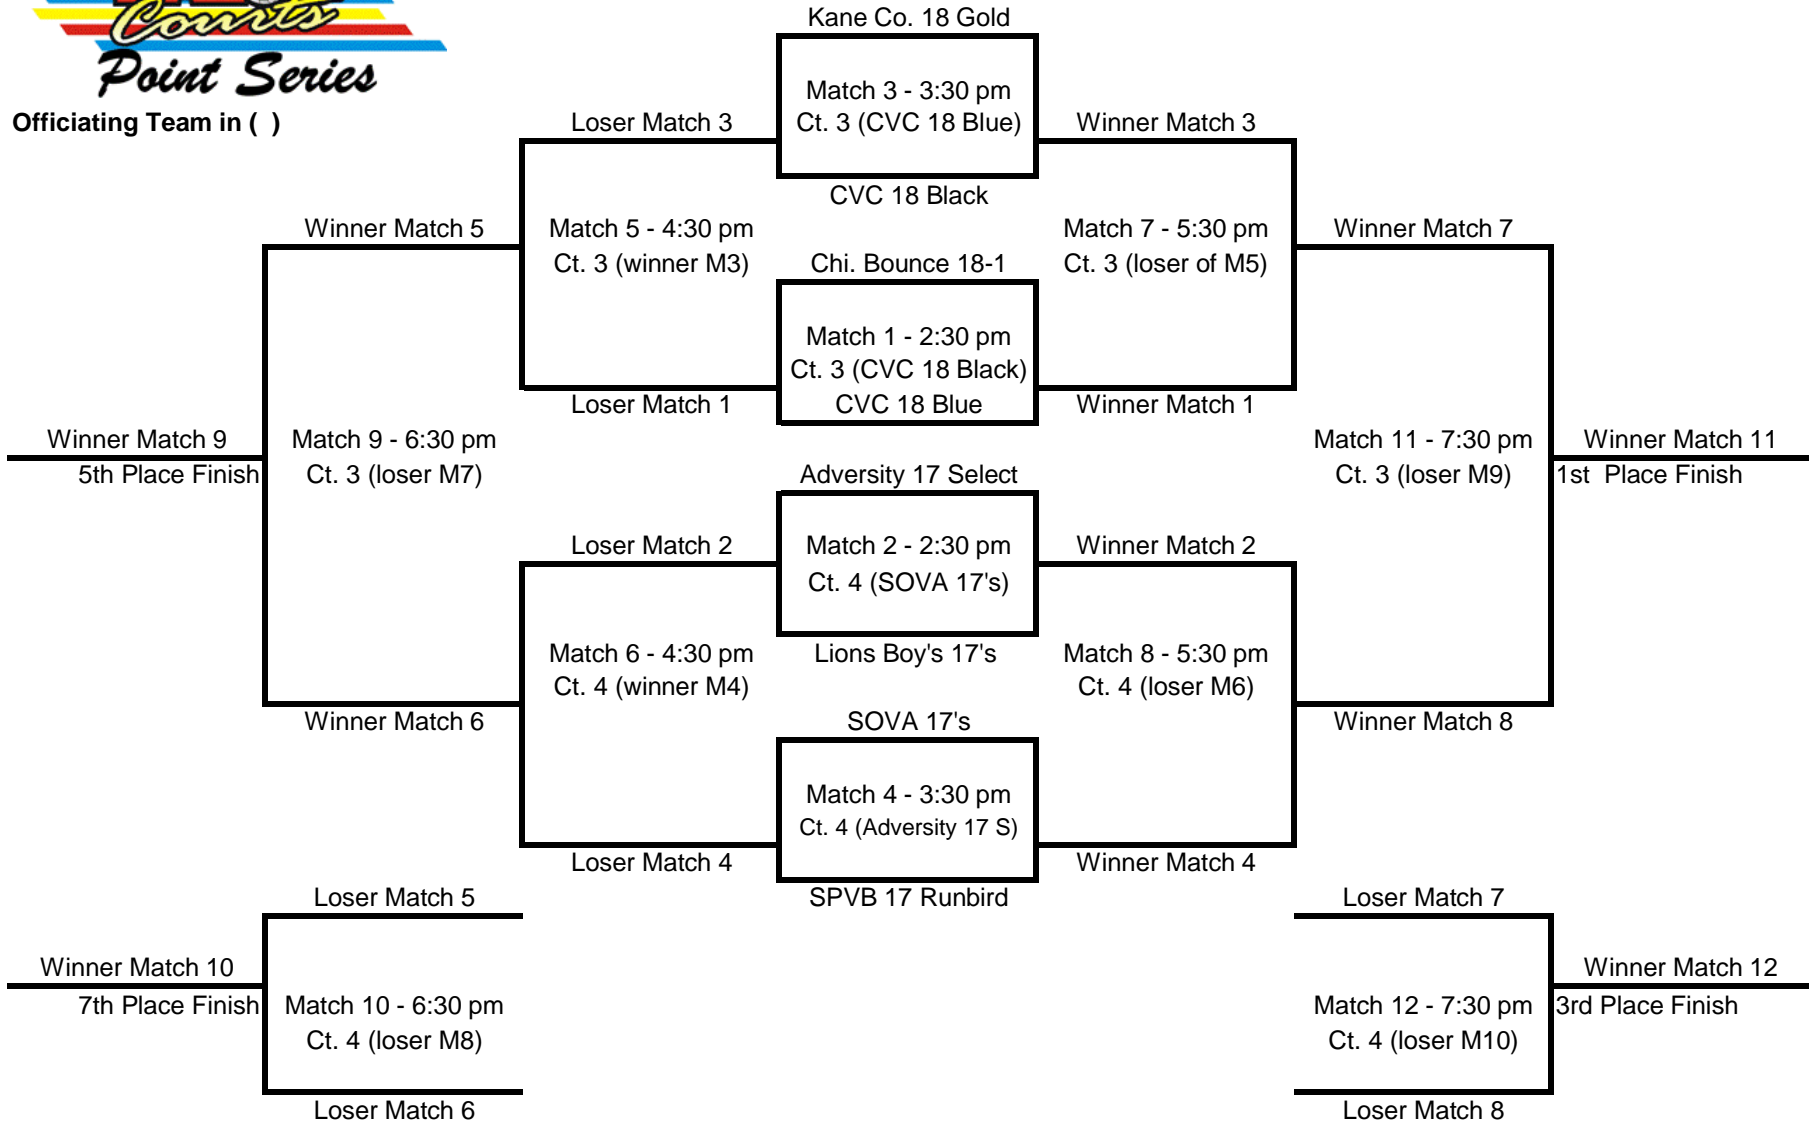 Courts
Point Series
Officiating Team in ( )
Kane Co. 18 Gold
Match 3 - 3:30 pm
Ct. 3 (CVC 18 Blue)
CVC 18 Black
Loser Match 3
Winner Match 3
Winner Match 5
Match 5 - 4:30 pm
Ct. 3 (winner M3)
Chi. Bounce 18-1
Match 7 - 5:30 pm
Ct. 3 (loser of M5)
Winner Match 7
Match 1 - 2:30 pm
Ct. 3 (CVC 18 Black)
CVC 18 Blue
Loser Match 1
Winner Match 1
Winner Match 9
5th Place Finish
Match 9 - 6:30 pm
Ct. 3 (loser M7)
Match 11 - 7:30 pm
Ct. 3 (loser M9)
Winner Match 11
1st  Place Finish
Adversity 17 Select
Match 2 - 2:30 pm
Ct. 4 (SOVA 17's)
Lions Boy's 17's
Loser Match 2
Winner Match 2
Match 6 - 4:30 pm
Ct. 4 (winner M4)
Match 8 - 5:30 pm
Ct. 4 (loser M6)
Winner Match 6
SOVA 17's
Winner Match 8
Match 4 - 3:30 pm
Ct. 4 (Adversity 17 S)
SPVB 17 Runbird
Loser Match 4
Winner Match 4
Loser Match 5
Loser Match 7
Winner Match 10
7th Place Finish
Match 10 - 6:30 pm
Ct. 4 (loser M8)
Loser Match 6
Match 12 - 7:30 pm
Ct. 4 (loser M10)
Winner Match 12
3rd Place Finish
Loser Match 8